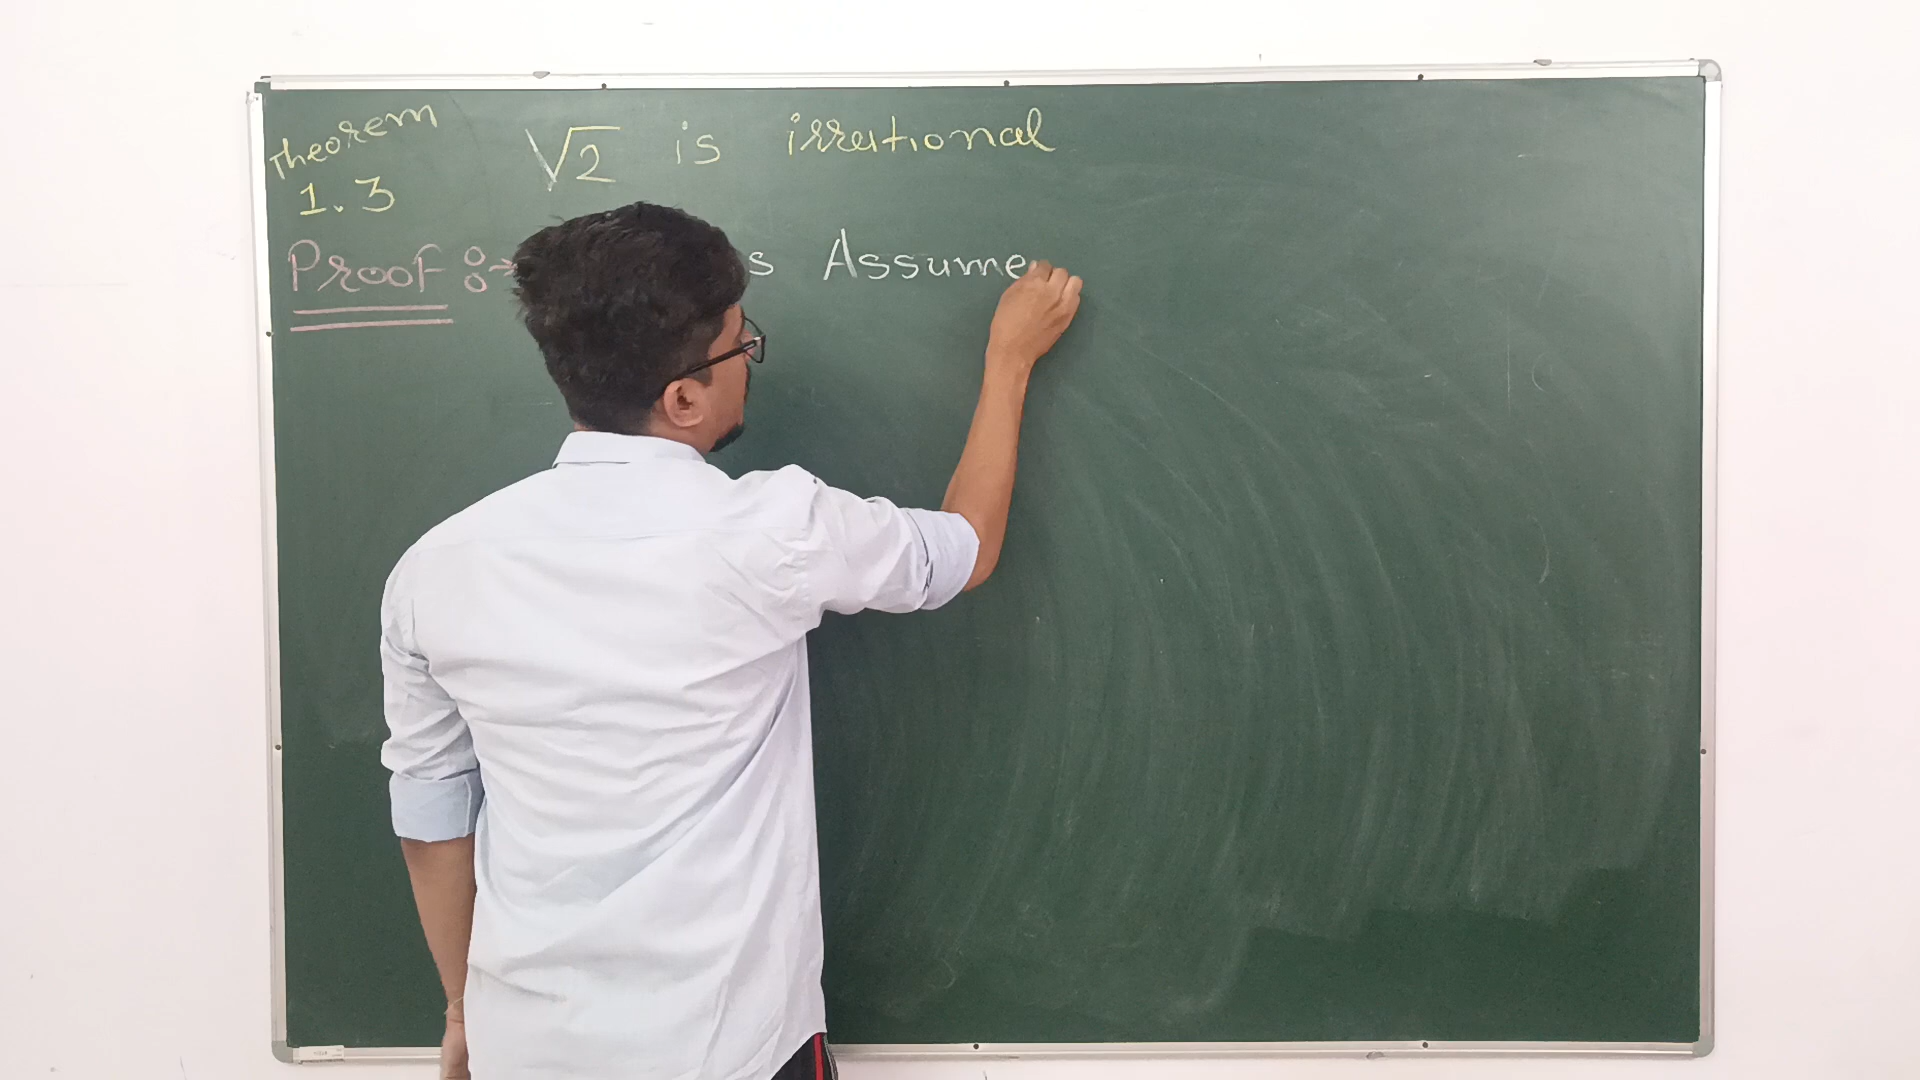 Theorem √2 is irrational
1.3
Proof :→ s Assume